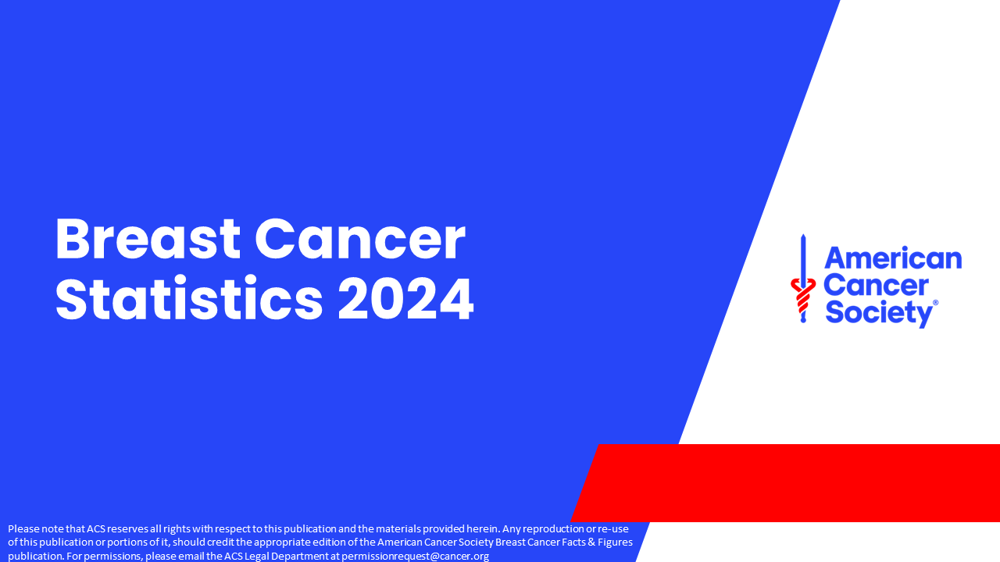 Breast Cancer
Statistics 2024
American
Cancer
Society®
Please note that ACS reserves all rights with respect to this publication and the materials provided herein. Any reproduction or re-use
of this publication or portions of it, should credit the appropriate edition of the American Cancer Society Breast Cancer Facts & Figures
publication. For permissions, please email the ACS Legal Department at permissionrequest@cancer.org